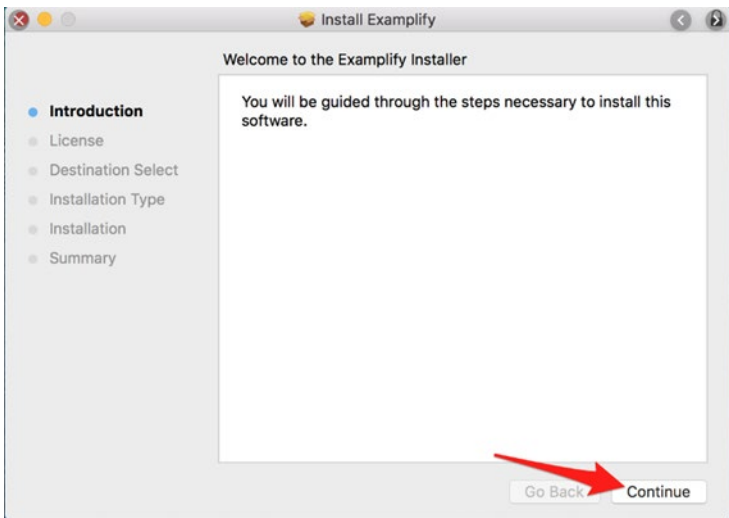 Install Examplify
Welcome to the Examplify Installer
Introduction
License
Destination Select
Installation Type
Installation
Summary
You will be guided through the steps necessary to install this
software.
Go Back
Continue